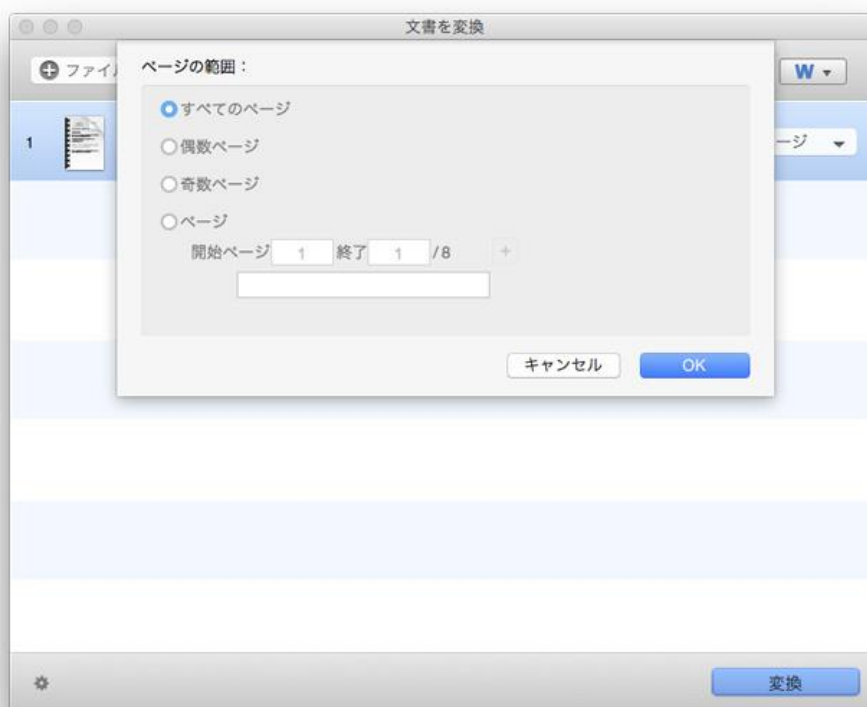 文書を変換
ファイル
W
ページの範囲：
すべてのページ
偶数ページ
奇数ページ
ページ
開始ページ 1 終了 1 /8 +
キャンセル OK
1
ージ
変換